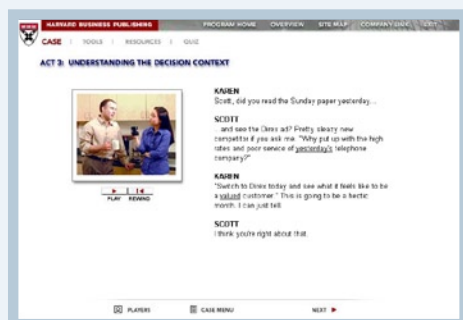 HARVARD BUSINESS PUBLISHING
PROGRAM HOME OVERVIEW SITE MAP COMPANY LINK EXIT
CASE | TOOLS | RESOURCES | QUIZ
ACT 3: UNDERSTANDING THE DECISION CONTEXT
KAREN
Scott, did you read the Sunday paper yesterday...
SCOTT
...and see the Direx ad? Pretty sleazy new
competitor if you ask me. "Why put up with the high
rates and poor service of yesterday's telephone
company?"
KAREN
"Switch to Direx today and see what it feels like to be
a valued customer." This is going to be a hectic
month. I can just tell.
SCOTT
I think you're right about that.
PLAY REWIND
PLAYERS CASE MENU NEXT